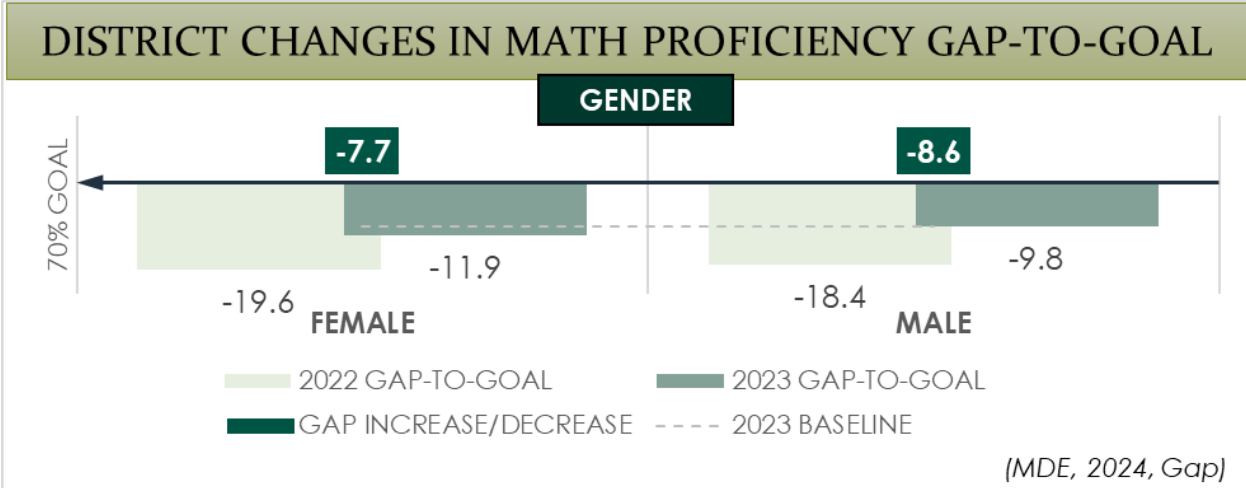 DISTRICT CHANGES IN MATH PROFICIENCY GAP-TO-GOAL
GENDER
70% GOAL
-7.7
-8.6
-11.9
-9.8
-19.6
-18.4
FEMALE
MALE
2022 GAP-TO-GOAL
2023 GAP-TO-GOAL
GAP INCREASE/DECREASE
2023 BASELINE
(MDE, 2024, Gap)